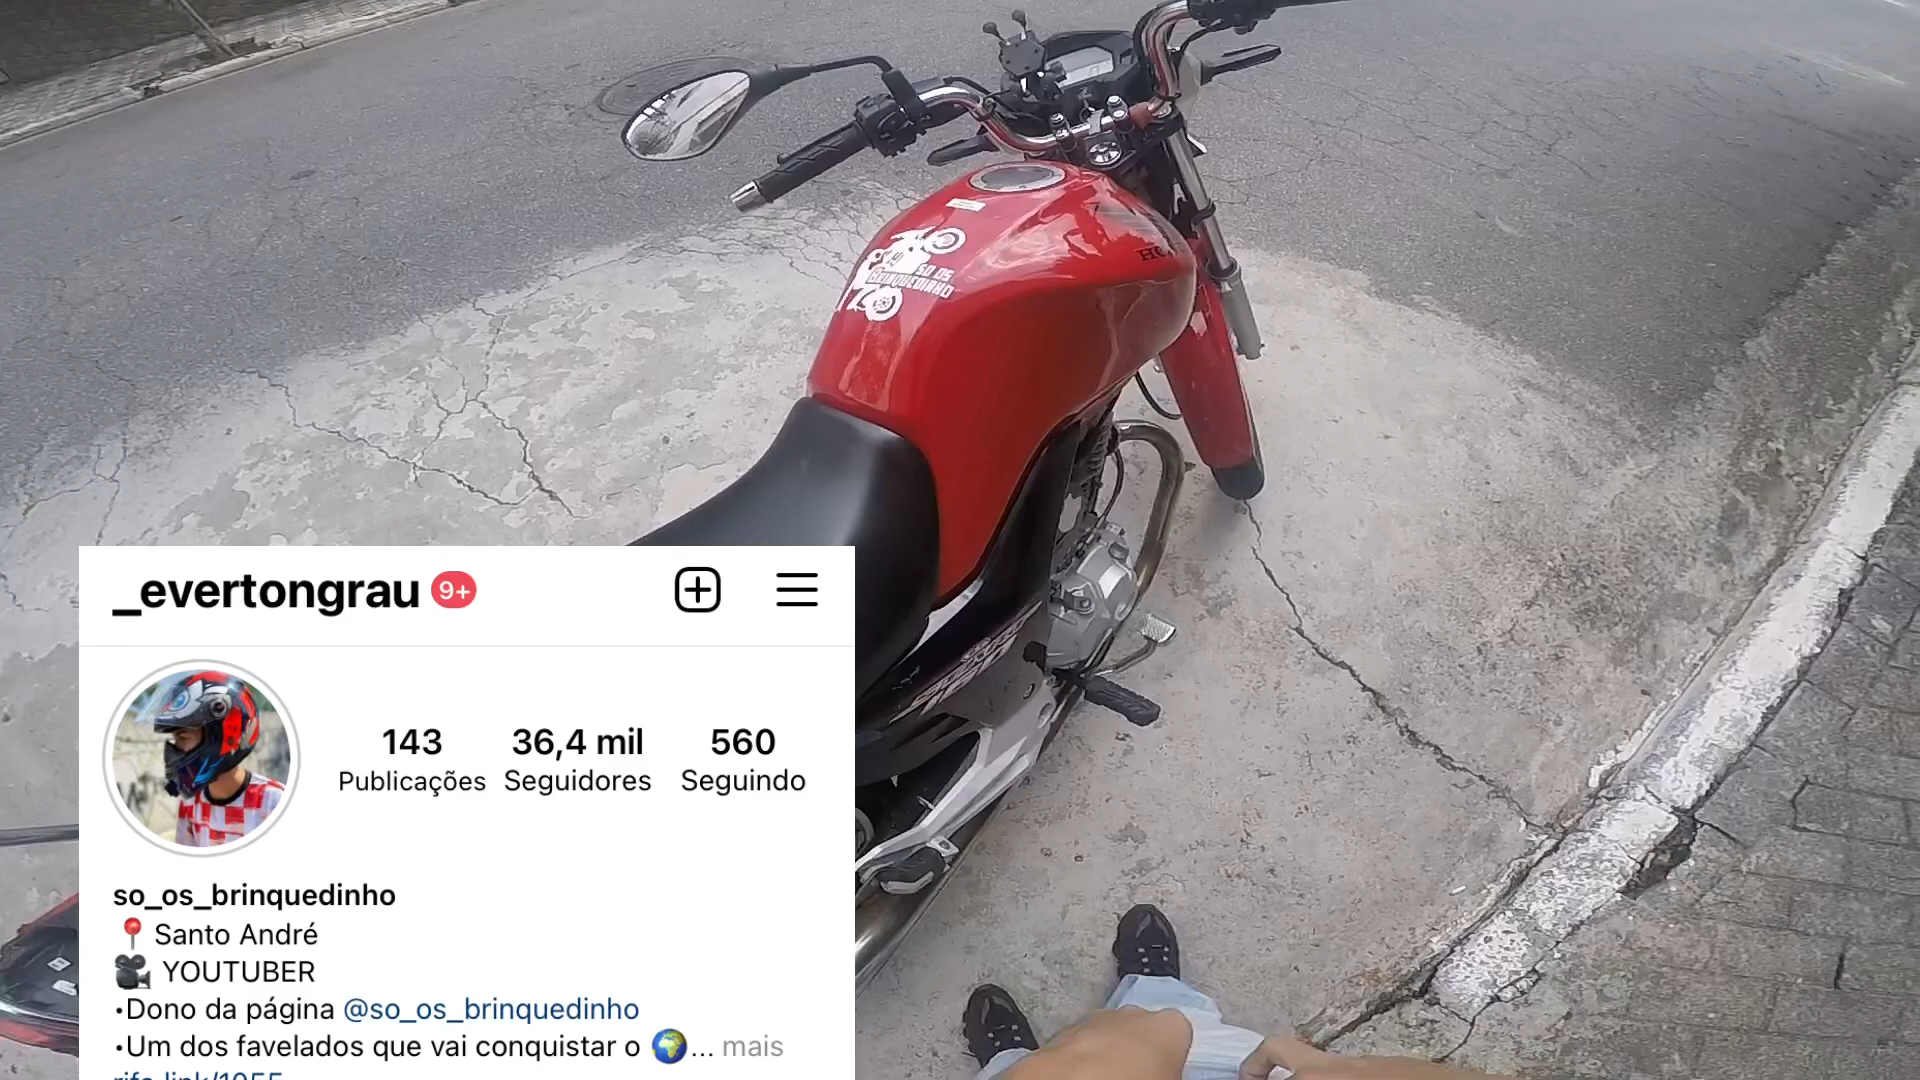 SO OS
BRINQUEDINHO
_evertongrau 9+
143 36,4 mil 560
Publicações Seguidores Seguindo
so_os_brinquedinho
📍 Santo André
🎥 YOUTUBER
•Dono da página @so_os_brinquedinho
•Um dos favelados que vai conquistar o 🌍... mais